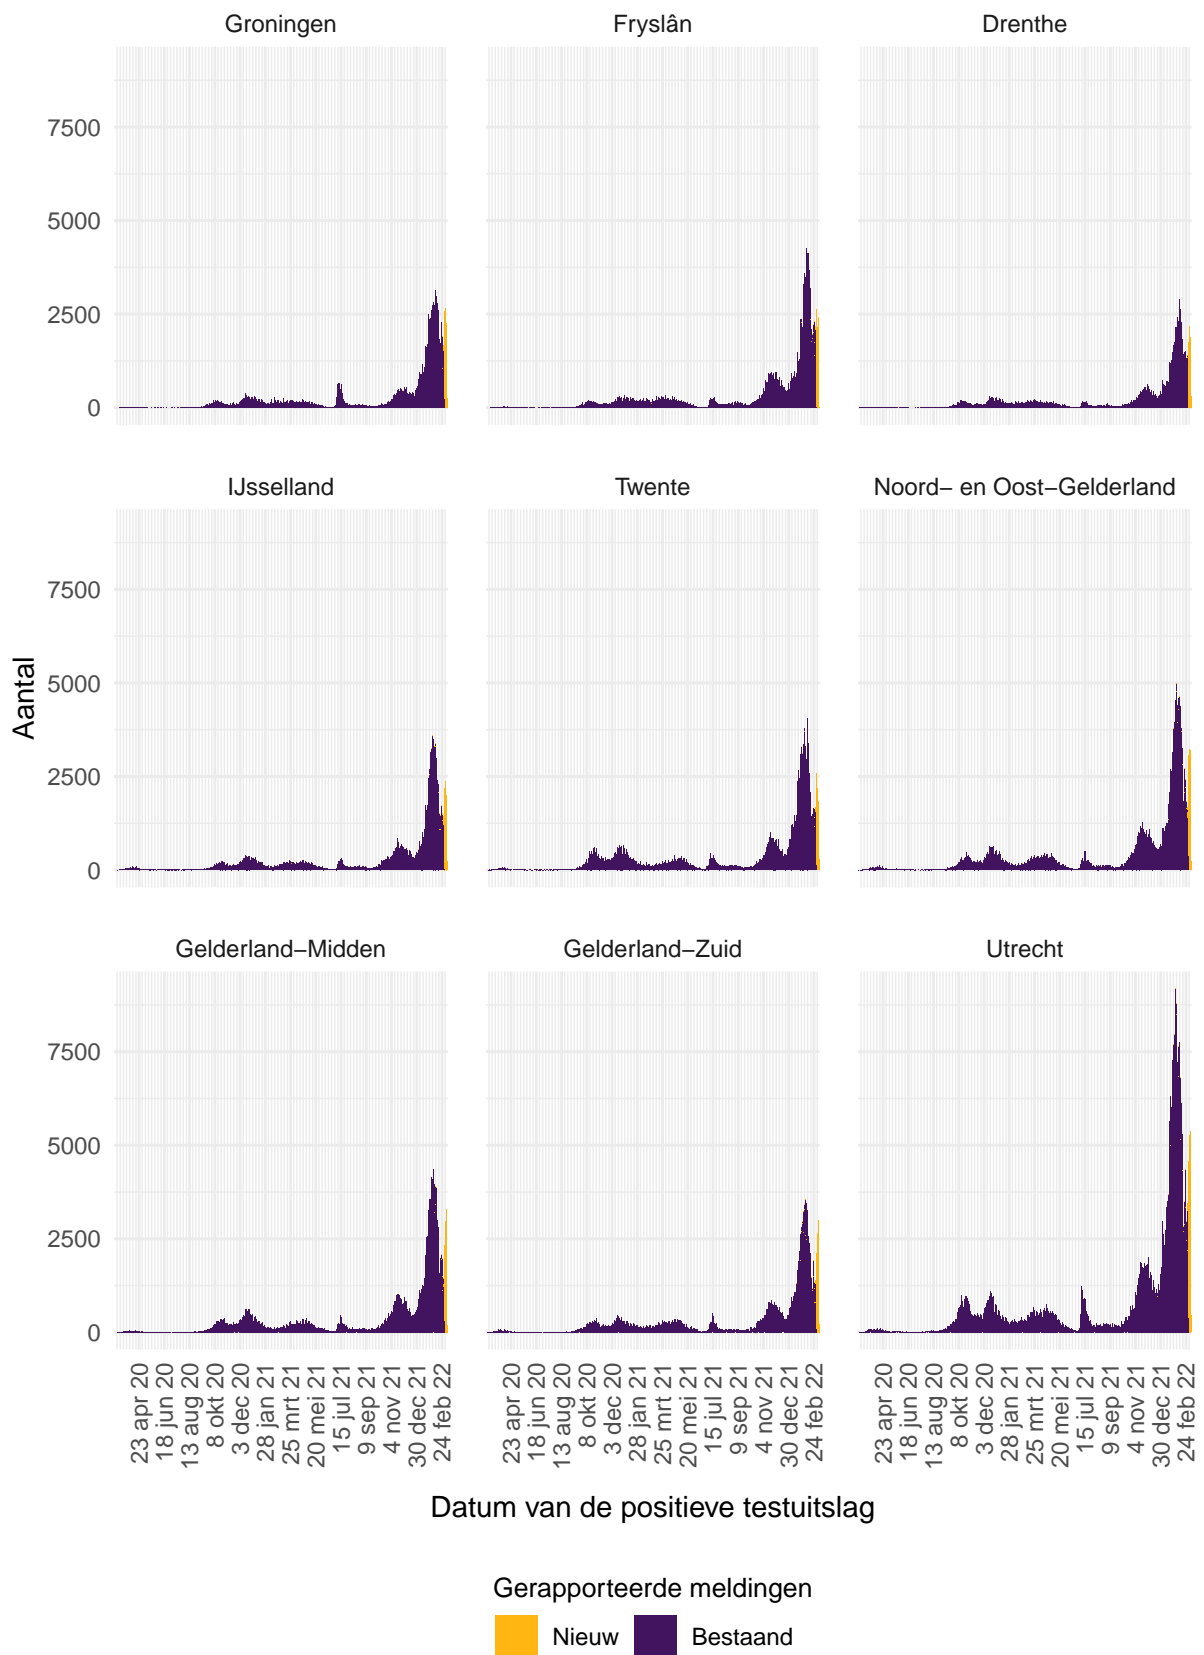 Groningen Fryslân Drenthe
7500
5000
2500
0
IJsselland Twente Noord− en Oost−Gelderland
7500
5000
2500
0
Aantal
Gelderland−Midden Gelderland−Zuid Utrecht
7500
5000
2500
0
23 apr 20 18 jun 20 13 aug 20 8 okt 20 3 dec 20 28 jan 21 25 mrt 21 20 mei 21 15 jul 21 9 sep 21 4 nov 21 30 dec 21 24 feb 22
23 apr 20 18 jun 20 13 aug 20 8 okt 20 3 dec 20 28 jan 21 25 mrt 21 20 mei 21 15 jul 21 9 sep 21 4 nov 21 30 dec 21 24 feb 22
23 apr 20 18 jun 20 13 aug 20 8 okt 20 3 dec 20 28 jan 21 25 mrt 21 20 mei 21 15 jul 21 9 sep 21 4 nov 21 30 dec 21 24 feb 22
Datum van de positieve testuitslag
Gerapporteerde meldingen
Nieuw Bestaand